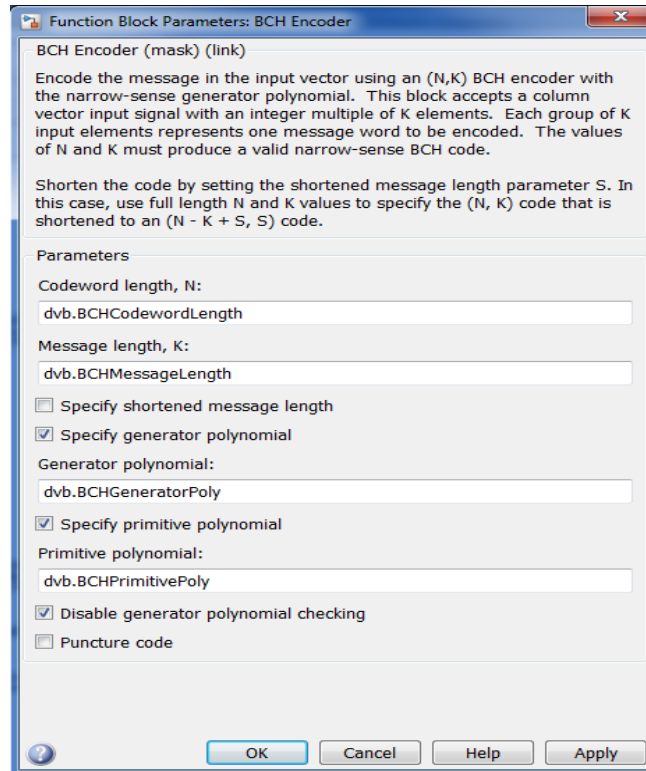 Function Block Parameters: BCH Encoder
BCH Encoder (mask) (link)
Encode the message in the input vector using an (N,K) BCH encoder with
the narrow-sense generator polynomial.  This block accepts a column
vector input signal with an integer multiple of K elements.  Each group of K
input elements represents one message word to be encoded.  The values
of N and K must produce a valid narrow-sense BCH code.
Shorten the code by setting the shortened message length parameter S. In
this case, use full length N and K values to specify the (N, K) code that is
shortened to an (N - K + S, S) code.
Parameters
Codeword length, N:
dvb.BCHCodewordLength
Message length, K:
dvb.BCHMessageLength
Specify shortened message length
Specify generator polynomial
Generator polynomial:
dvb.BCHGeneratorPoly
Specify primitive polynomial
Primitive polynomial:
dvb.BCHPrimitivePoly
Disable generator polynomial checking
Puncture code
OK Cancel Help Apply